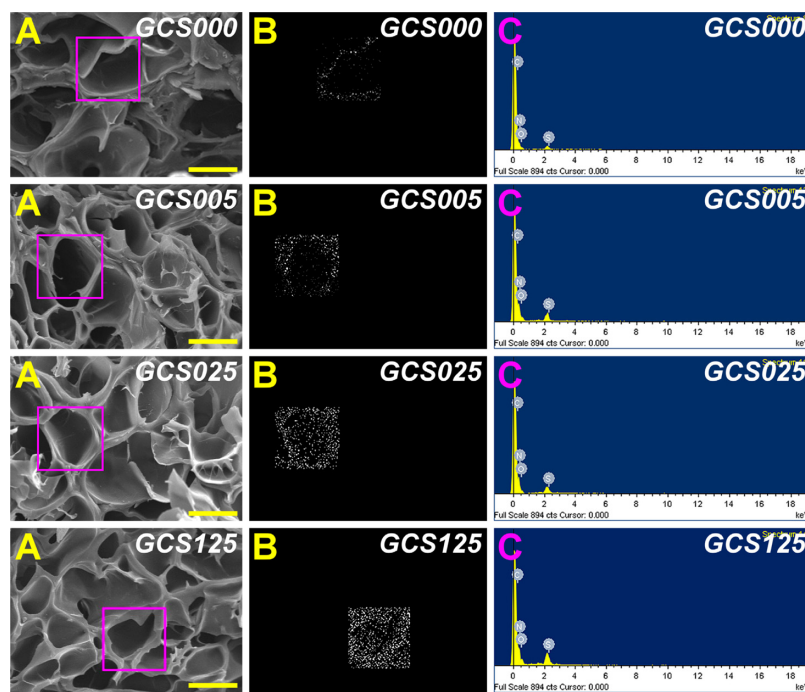 A GCS000
B GCS000
C GCS000
C
N
O
S
0 2 4 6 8 10 12 14 16 18
Full Scale 894 cts Cursor: 0.000 keV
A GCS005
B GCS005
C GCS005
C
N
O
S
0 2 4 6 8 10 12 14 16 18
Full Scale 894 cts Cursor: 0.000
A GCS025
B GCS025
C GCS025
C
N
O
S
0 2 4 6 8 10 12 14 16 18
Full Scale 894 cts Cursor: 0.000
A GCS125
B GCS125
C GCS125
C
N
O
S
0 2 4 6 8 10 12 14 16 18
Full Scale 894 cts Cursor: 0.000